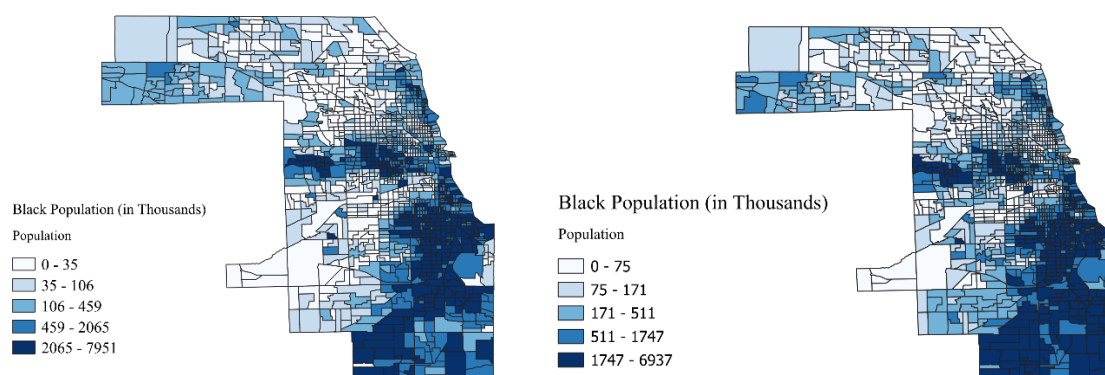 Black Population (in Thousands)
Population
0 - 35
35 - 106
106 - 459
459 - 2065
2065 - 7951
Black Population (in Thousands)
Population
0 - 75
75 - 171
171 - 511
511 - 1747
1747 - 6937